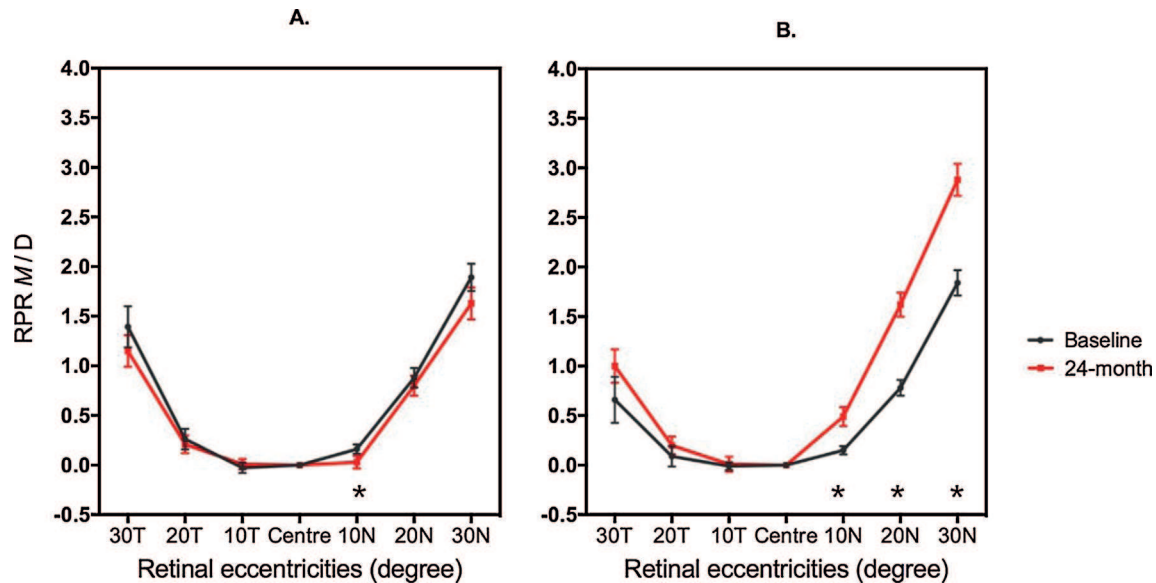 A.
B.
4.0
3.5
3.0
2.5
2.0
1.5
1.0
0.5
0.0
-0.5
RPR M / D
30T 20T 10T Centre 10N 20N 30N
Retinal eccentricities (degree)
*
4.0
3.5
3.0
2.5
2.0
1.5
1.0
0.5
0.0
-0.5
30T 20T 10T Centre 10N 20N 30N
Retinal eccentricities (degree)
* * *
Baseline
24-month